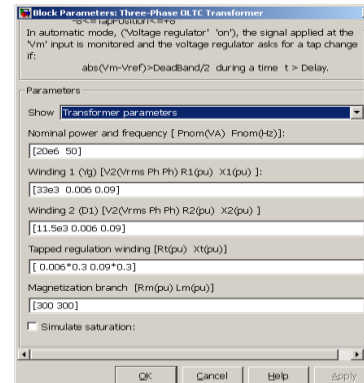 Block Parameters: Three-Phase OLTC Transformer
-8<=TapPosition<=+8
In automatic mode, ('Voltage regulator' 'on'), the signal applied at the
'Vm' input is monitored and the voltage regulator asks for a tap change
if:
abs(Vm-Vref)>DeadBand/2 during a time t > Delay.
Parameters
Show Transformer parameters
Nominal power and frequency [ Pnom(VA) Fnom(Hz)]:
[20e6 50]
Winding 1 (Yg) [V2(Vrms Ph Ph) R1(pu) X1(pu) ]:
[33e3 0.006 0.09]
Winding 2 (D1) [V2(Vrms Ph Ph) R2(pu) X2(pu) ]
[11.5e3 0.006 0.09]
Tapped regulation winding [Rt(pu) Xt(pu)]
[ 0.006*0.3 0.09*0.3]
Magnetization branch [Rm(pu) Lm(pu)]
[300 300]
Simulate saturation:
OK Cancel Help Apply